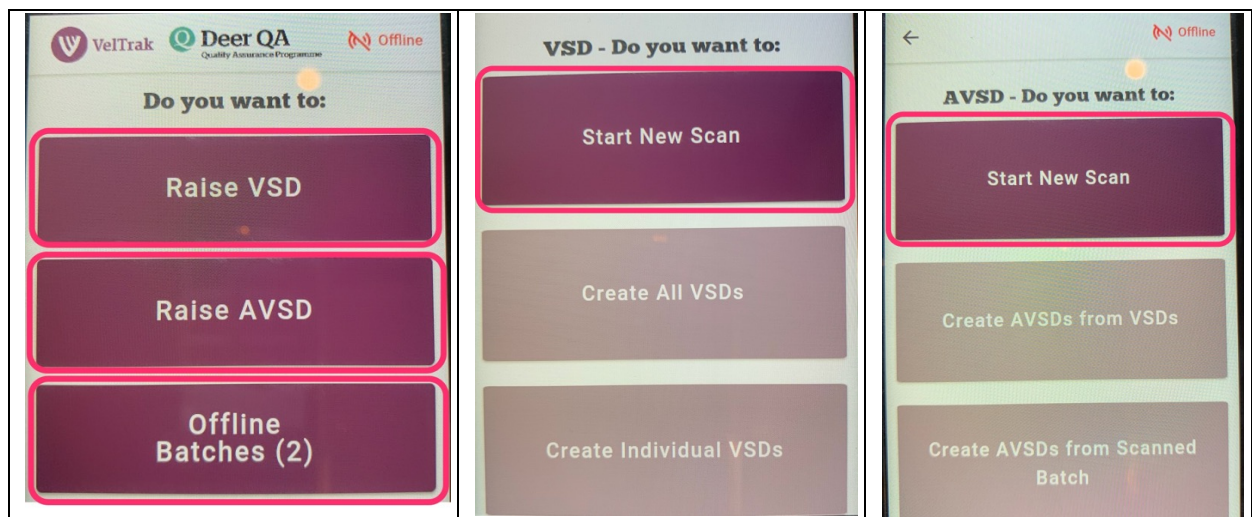 VelTrak
Deer QA
Quality Assurance Programme
Offline
Do you want to:
Raise VSD
Raise AVSD
Offline
Batches (2)
VSD - Do you want to:
Start New Scan
Create All VSDs
Create Individual VSDs
Offline
AVSD - Do you want to:
Start New Scan
Create AVSDs from VSDs
Create AVSDs from Scanned
Batch